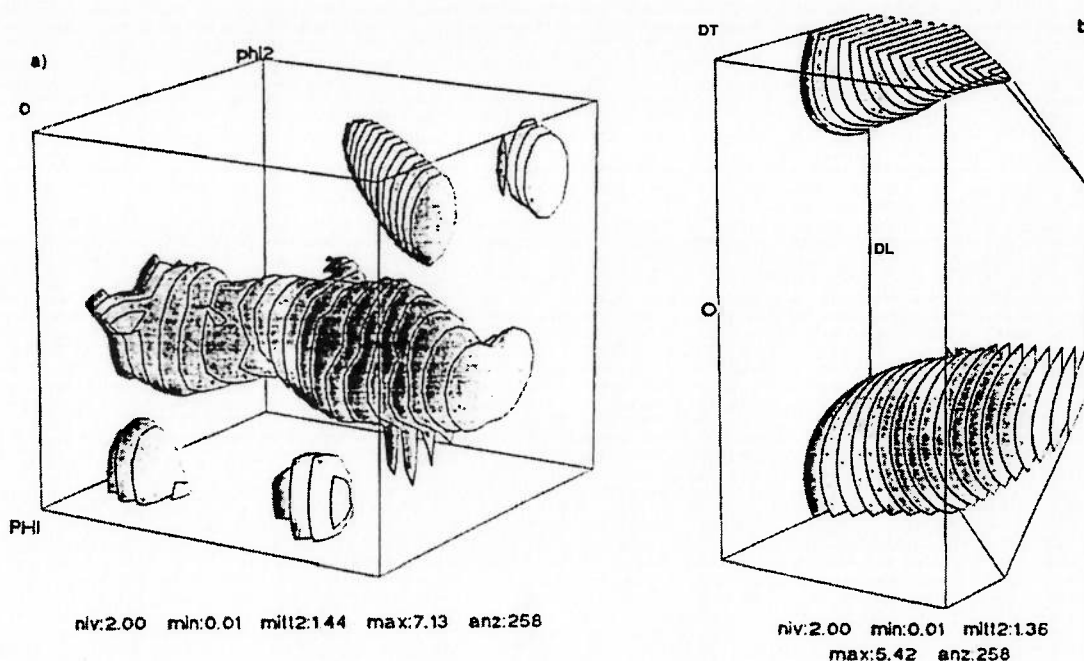 a)
phi2
O
PHI
niv:2.00 min:0.01 mitt2:1.44 max:7.13 anz:258
DT
b
DL
O
niv:2.00 min:0.01 mitt2:1.36
max:5.42 anz:258